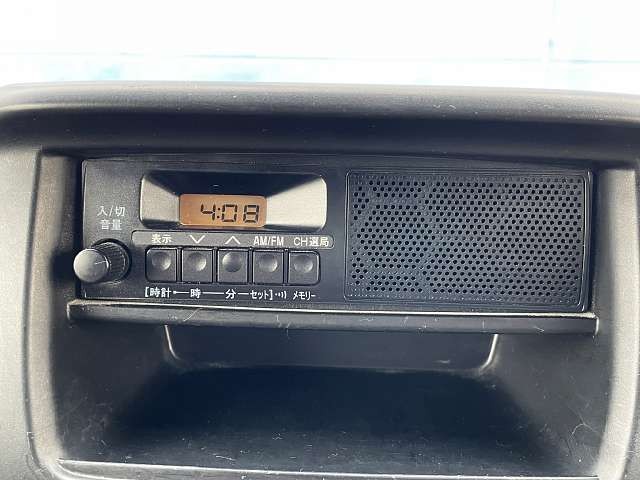 入/切
音量
4:08
表示 AM/FM CH選局
[時計 時 分 セット] メモリー